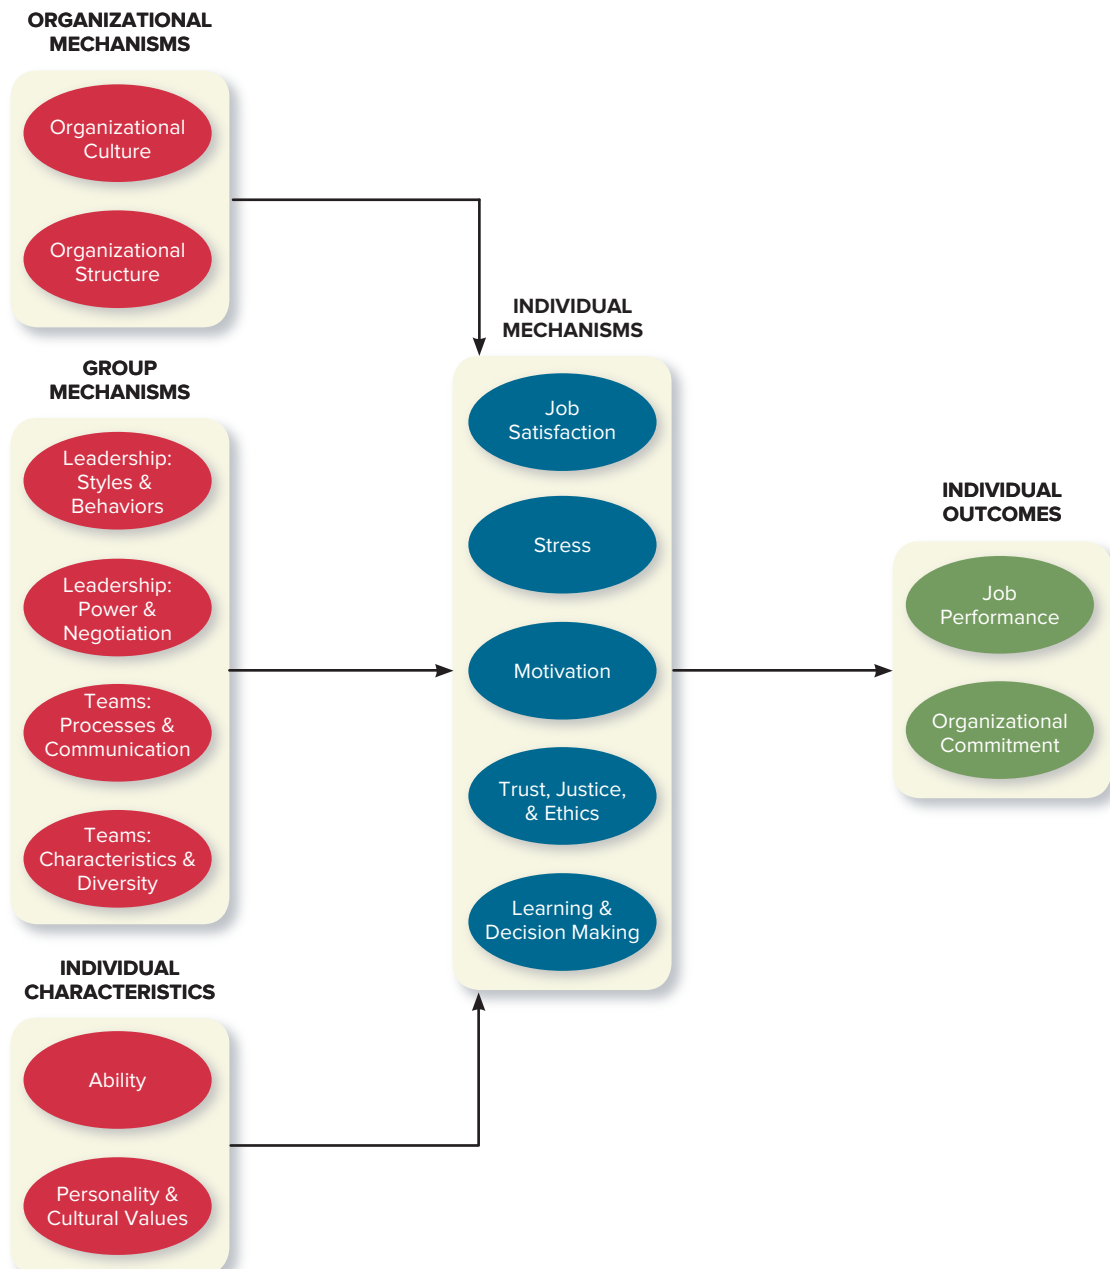 ORGANIZATIONAL
MECHANISMS
Organizational
Culture
Organizational
Structure
GROUP
MECHANISMS
Leadership:
Styles &
Behaviors
Leadership:
Power &
Negotiation
Teams:
Processes &
Communication
Teams:
Characteristics &
Diversity
INDIVIDUAL
CHARACTERISTICS
Ability
Personality &
Cultural Values
INDIVIDUAL
MECHANISMS
Job
Satisfaction
Stress
Motivation
Trust, Justice,
& Ethics
Learning &
Decision Making
INDIVIDUAL
OUTCOMES
Job
Performance
Organizational
Commitment